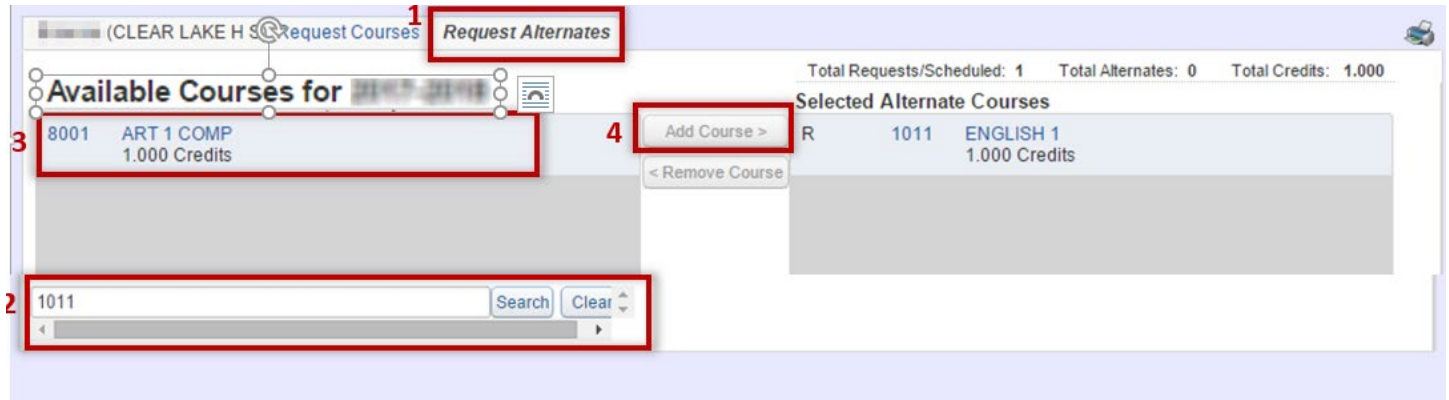 1
(CLEAR LAKE H S Request Courses Request Alternates
Total Requests/Scheduled: 1 Total Alternates: 0 Total Credits: 1.000
Available Courses for
Selected Alternate Courses
3
8001 ART 1 COMP
1.000 Credits
4
Add Course >
< Remove Course
R 1011 ENGLISH 1
1.000 Credits
2
1011 Search Clear